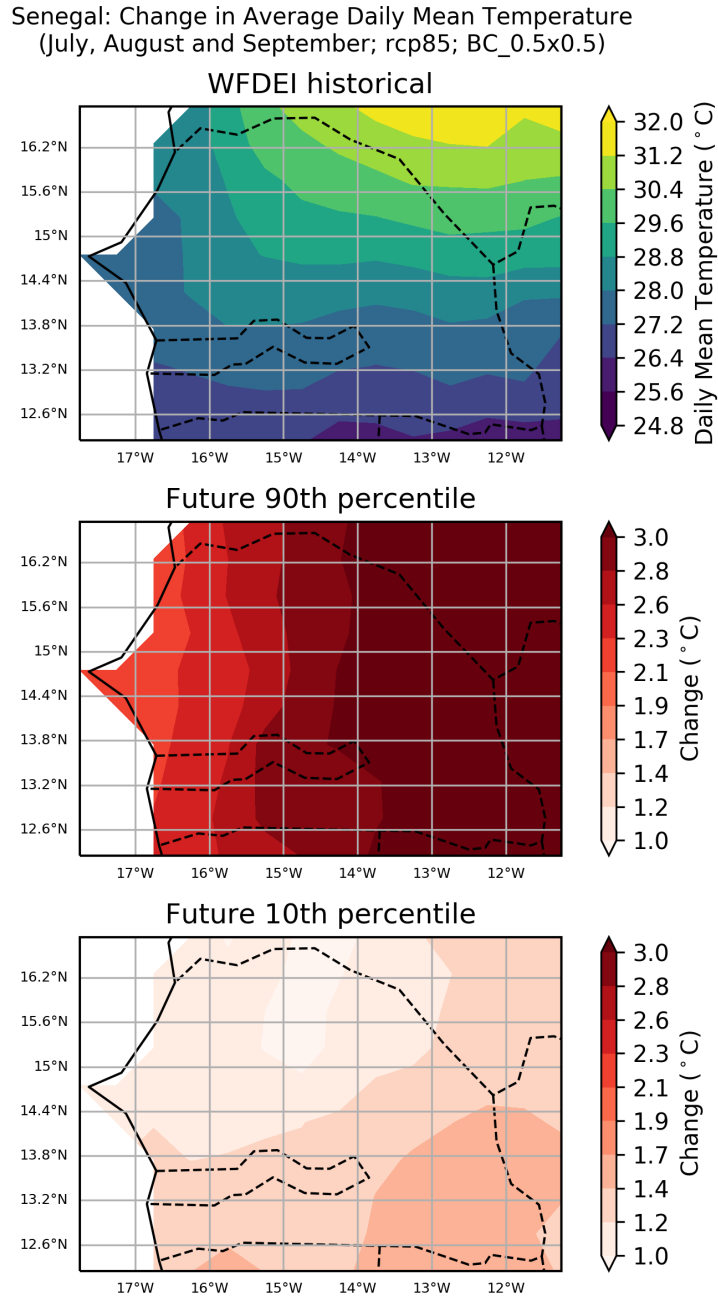 Senegal: Change in Average Daily Mean Temperature
(July, August and September; rcp85; BC_0.5x0.5)
WFDEI historical
16.2°N
15.6°N
15°N
14.4°N
13.8°N
13.2°N
12.6°N
17°W 16°W 15°W 14°W 13°W 12°W
32.0
31.2
30.4
29.6
28.8
28.0
27.2
26.4
25.6
24.8
Daily Mean Temperature (°C)
Future 90th percentile
16.2°N
15.6°N
15°N
14.4°N
13.8°N
13.2°N
12.6°N
17°W 16°W 15°W 14°W 13°W 12°W
3.0
2.8
2.6
2.3
2.1
1.9
1.7
1.4
1.2
1.0
Change (°C)
Future 10th percentile
16.2°N
15.6°N
15°N
14.4°N
13.8°N
13.2°N
12.6°N
17°W 16°W 15°W 14°W 13°W 12°W
3.0
2.8
2.6
2.3
2.1
1.9
1.7
1.4
1.2
1.0
Change (°C)